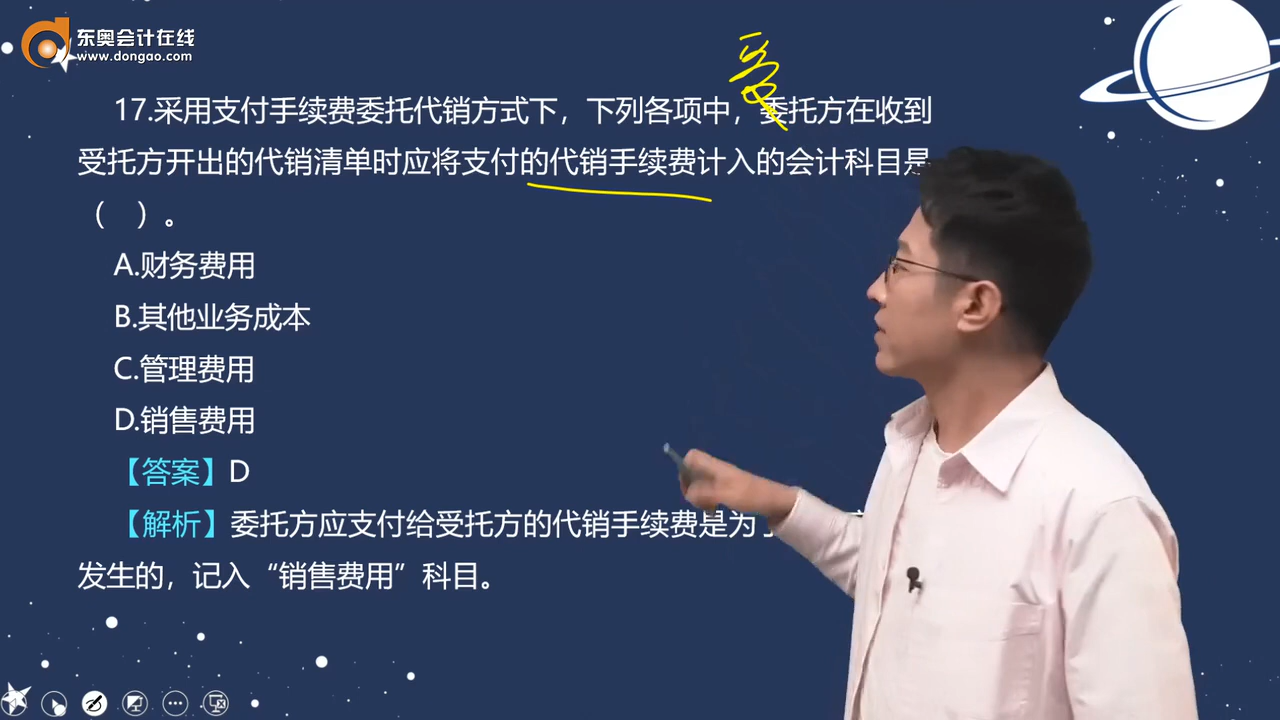 东奥会计在线
www.dongao.com
受
17.采用支付手续费委托代销方式下，下列各项中，委托方在收到
受托方开出的代销清单时应将支付的代销手续费计入的会计科目是
（ ）。
A.财务费用
B.其他业务成本
C.管理费用
D.销售费用
【答案】D
【解析】委托方应支付给受托方的代销手续费是为了
发生的，记入“销售费用”科目。